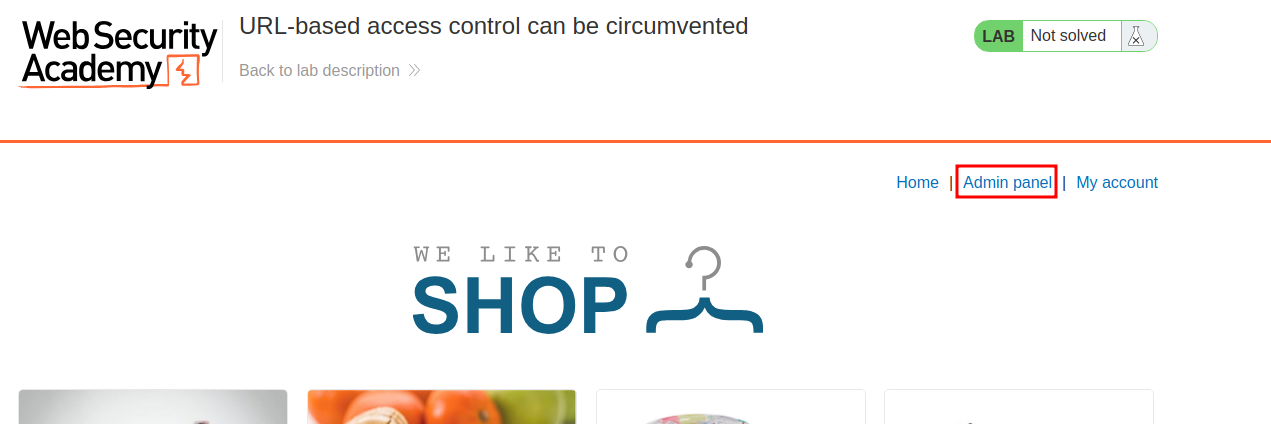 Web Security
Academy
URL-based access control can be circumvented
Back to lab description
LAB Not solved
Home | Admin panel | My account
WE LIKE TO
SHOP